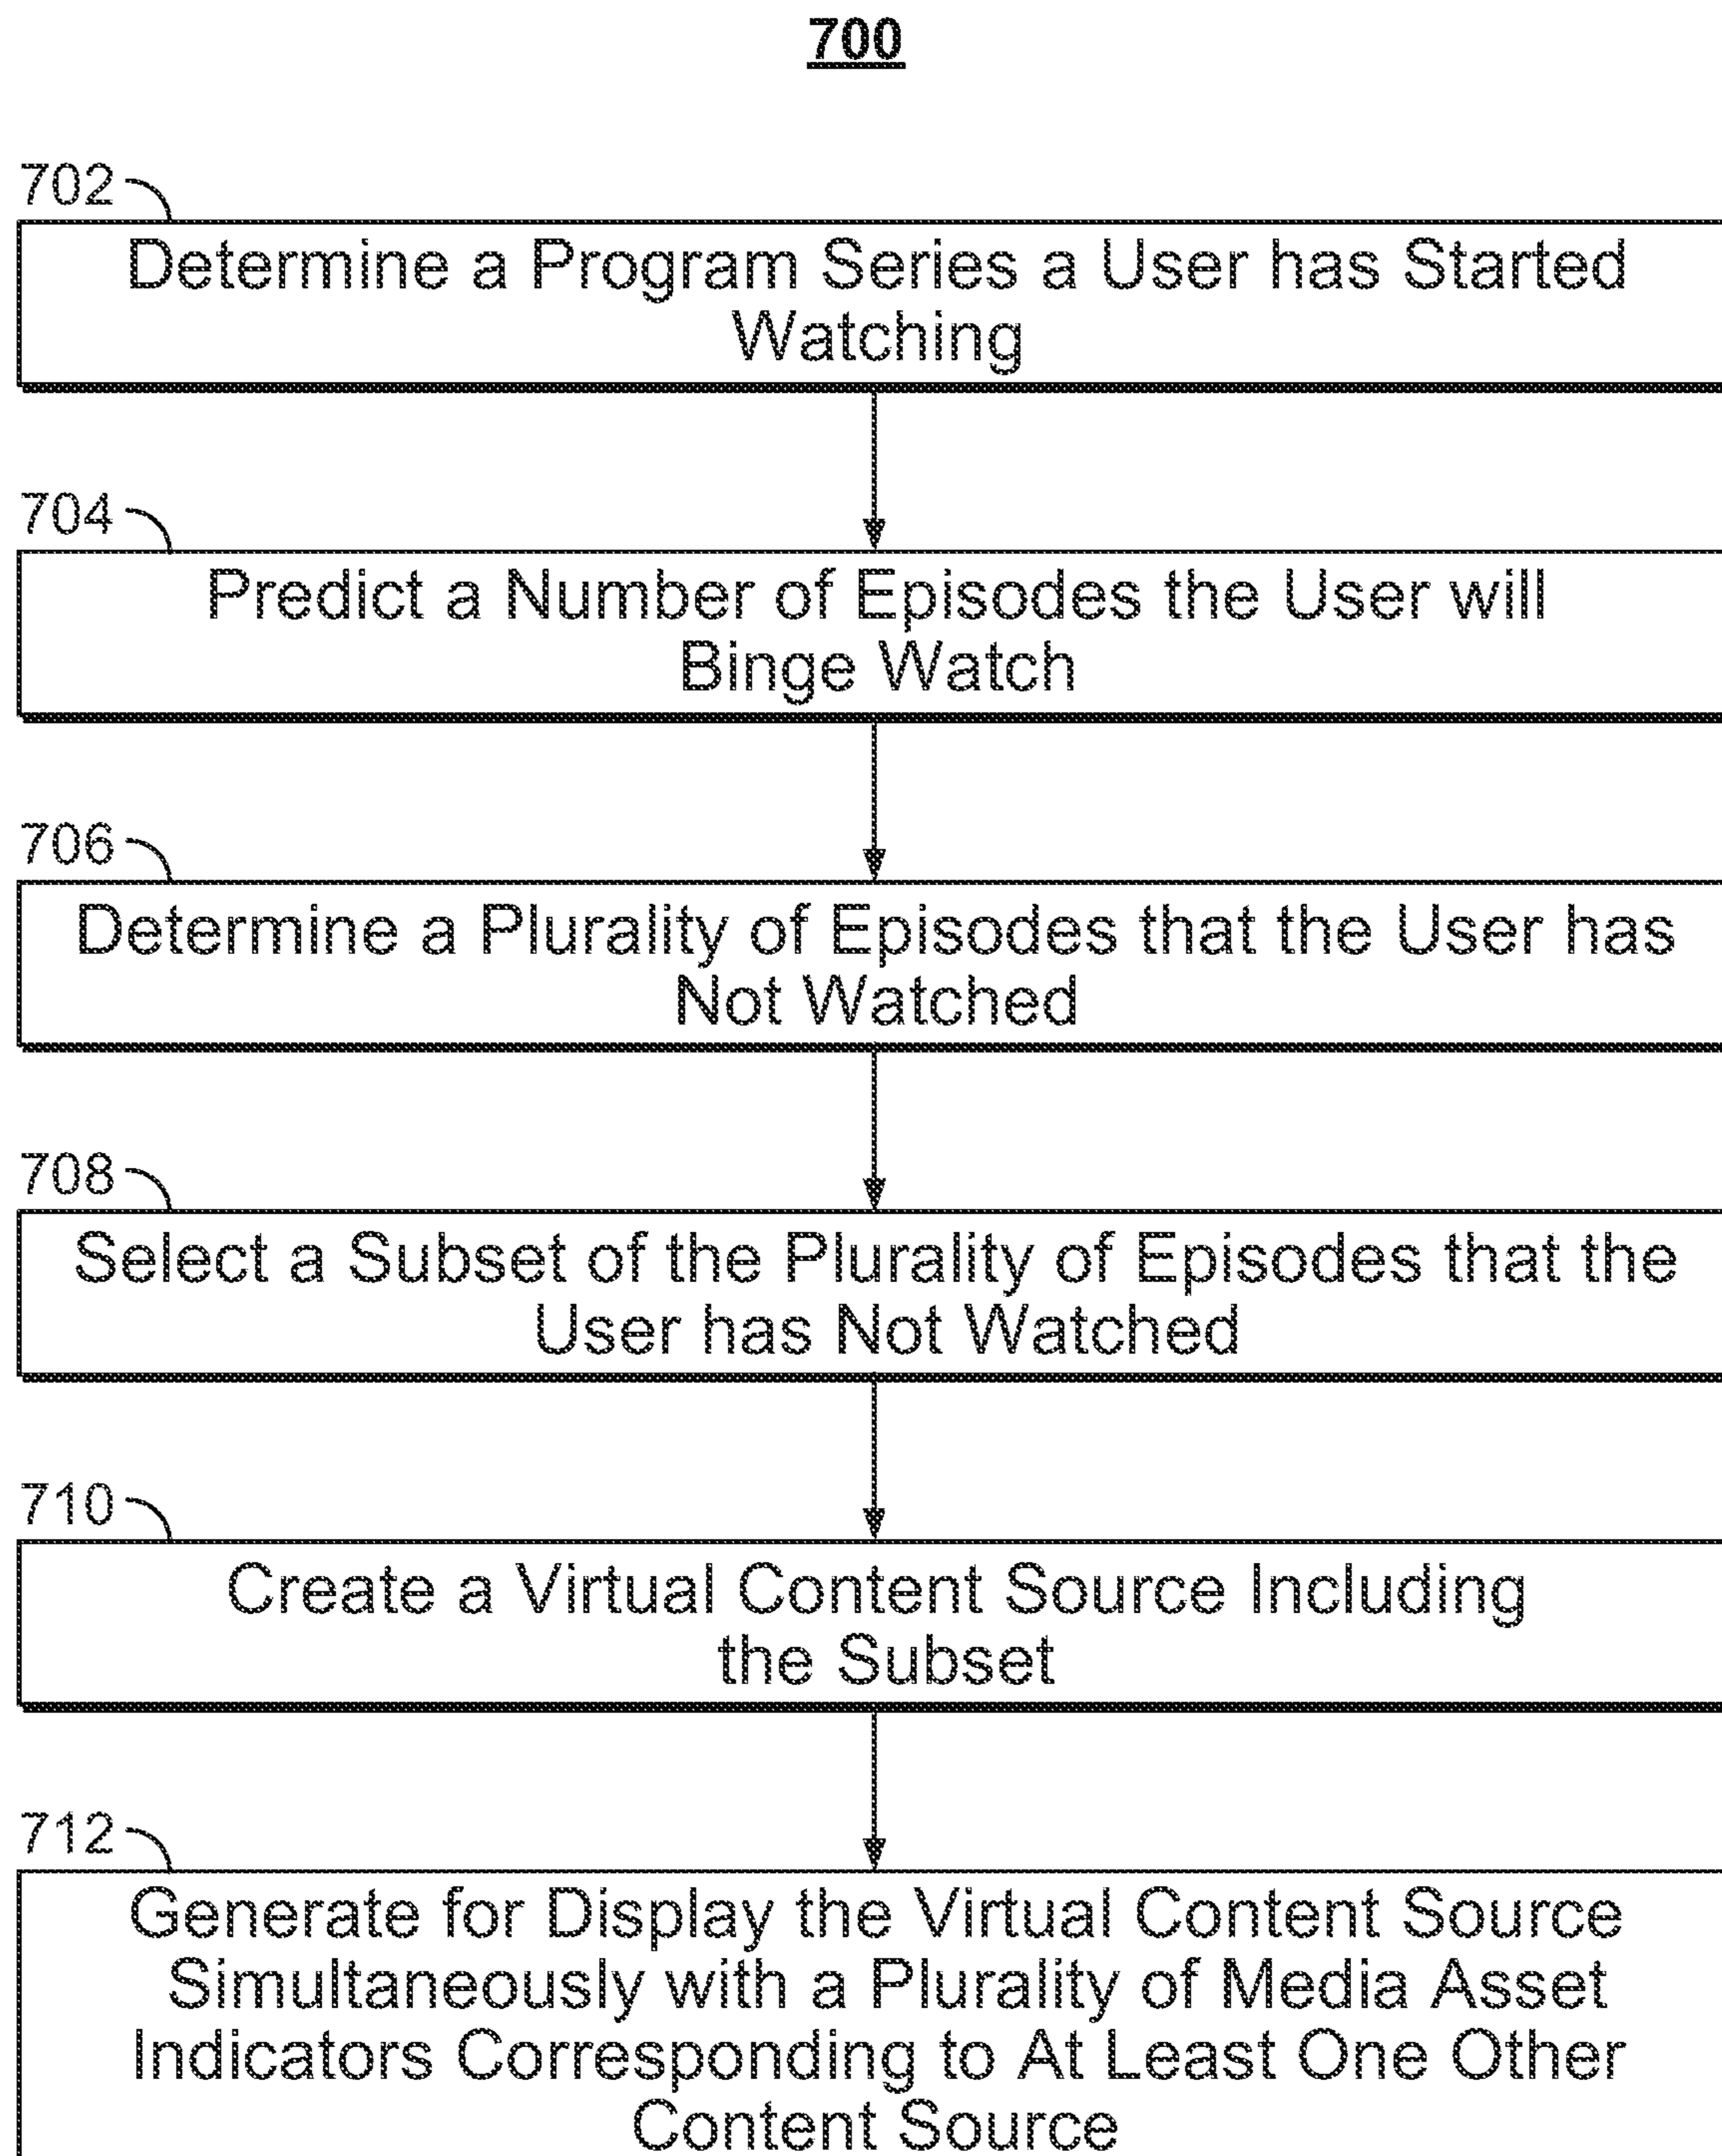 700
702
Determine a Program Series a User has Started
Watching
704
Predict a Number of Episodes the User will
Binge Watch
706
Determine a Plurality of Episodes that the User has
Not Watched
708
Select a Subset of the Plurality of Episodes that the
User has Not Watched
710
Create a Virtual Content Source Including
the Subset
712
Generate for Display the Virtual Content Source
Simultaneously with a Plurality of Media Asset
Indicators Corresponding to At Least One Other
Content Source